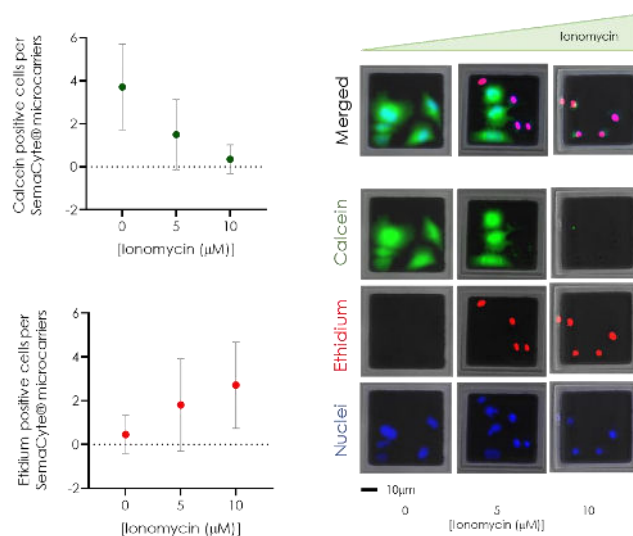 Calcein positive cells per
SemaCyte® microcarriers
6
4
2
0
-2
0 5 10
[Ionomycin (μM)]
Etidium positive cells per
SemaCyte® microcarriers
6
4
2
0
-2
0 5 10
[Ionomycin (μM)]
Ionomycin
Merged
Calcein
Ethidium
Nuclei
10μm
0 5 10
[Ionomycin (μM)]